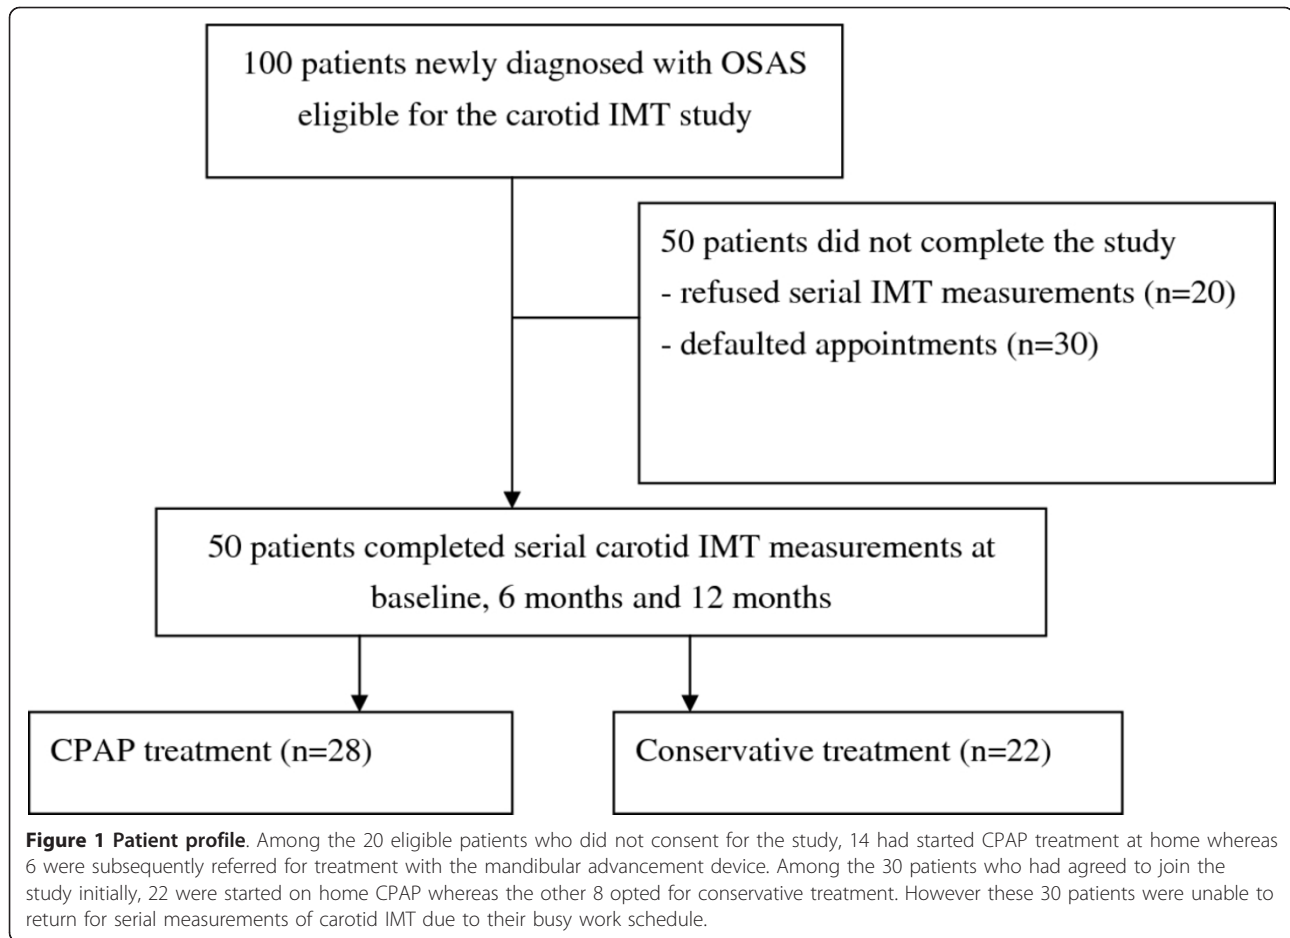 100 patients newly diagnosed with OSAS
eligible for the carotid IMT study
50 patients did not complete the study
- refused serial IMT measurements (n=20)
- defaulted appointments (n=30)
50 patients completed serial carotid IMT measurements at
baseline, 6 months and 12 months
CPAP treatment (n=28)
Conservative treatment (n=22)
Figure 1 Patient profile. Among the 20 eligible patients who did not consent for the study, 14 had started CPAP treatment at home whereas
6 were subsequently referred for treatment with the mandibular advancement device. Among the 30 patients who had agreed to join the
study initially, 22 were started on home CPAP whereas the other 8 opted for conservative treatment. However these 30 patients were unable to
return for serial measurements of carotid IMT due to their busy work schedule.